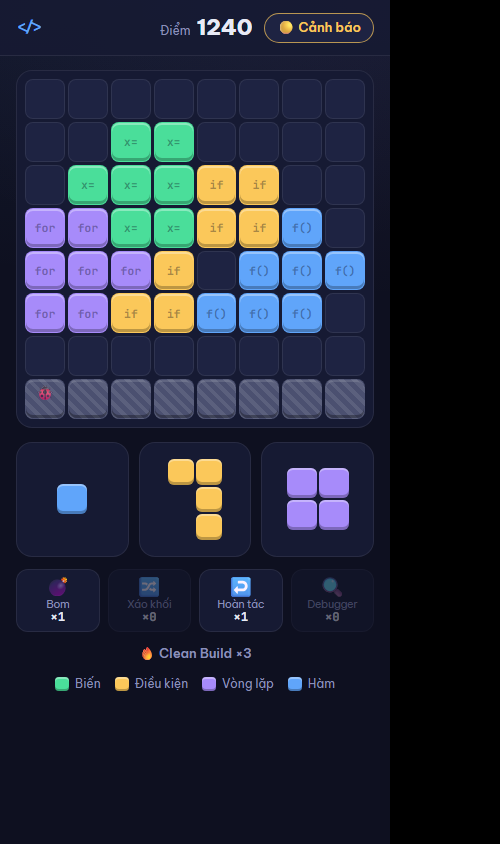 </>
Điểm 1240 Cảnh báo
x= x=
x= x= x= if if
for for x= x= if if f()
for for for if f() f() f()
for for if if f() f() f()
Bom Xáo khối Hoàn tác Debugger
×1 ×0 ×1 ×0
Clean Build ×3
Biến Điều kiện Vòng lặp Hàm